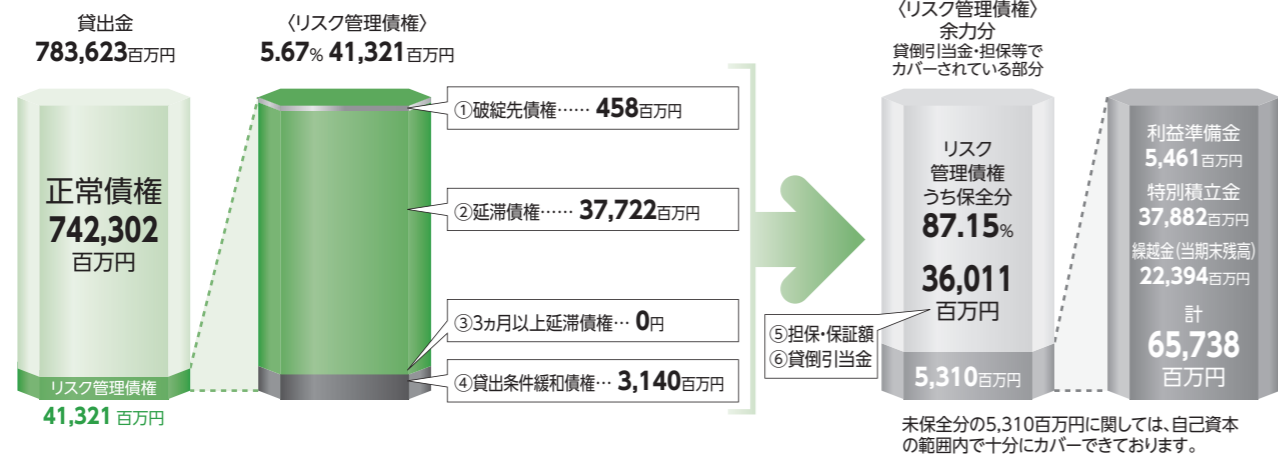 貸出金
783,623百万円
〈リスク管理債権〉
5.67% 41,321百万円
正常債権
742,302
百万円
リスク管理債権
41,321 百万円
①破綻先債権…… 458百万円
②延滞債権…… 37,722百万円
③3ヵ月以上延滞債権… 0円
④貸出条件緩和債権… 3,140百万円
〈リスク管理債権〉
余力分
貸倒引当金・担保等で
カバーされている部分
リスク
管理債権
うち保全分
87.15%
36,011
百万円
⑤担保・保証額
⑥貸倒引当金
5,310百万円
利益準備金
5,461百万円
特別積立金
37,882百万円
繰越金(当期末残高)
22,394百万円
計
65,738
百万円
未保全分の5,310百万円に関しては、自己資本
の範囲内で十分にカバーできております。